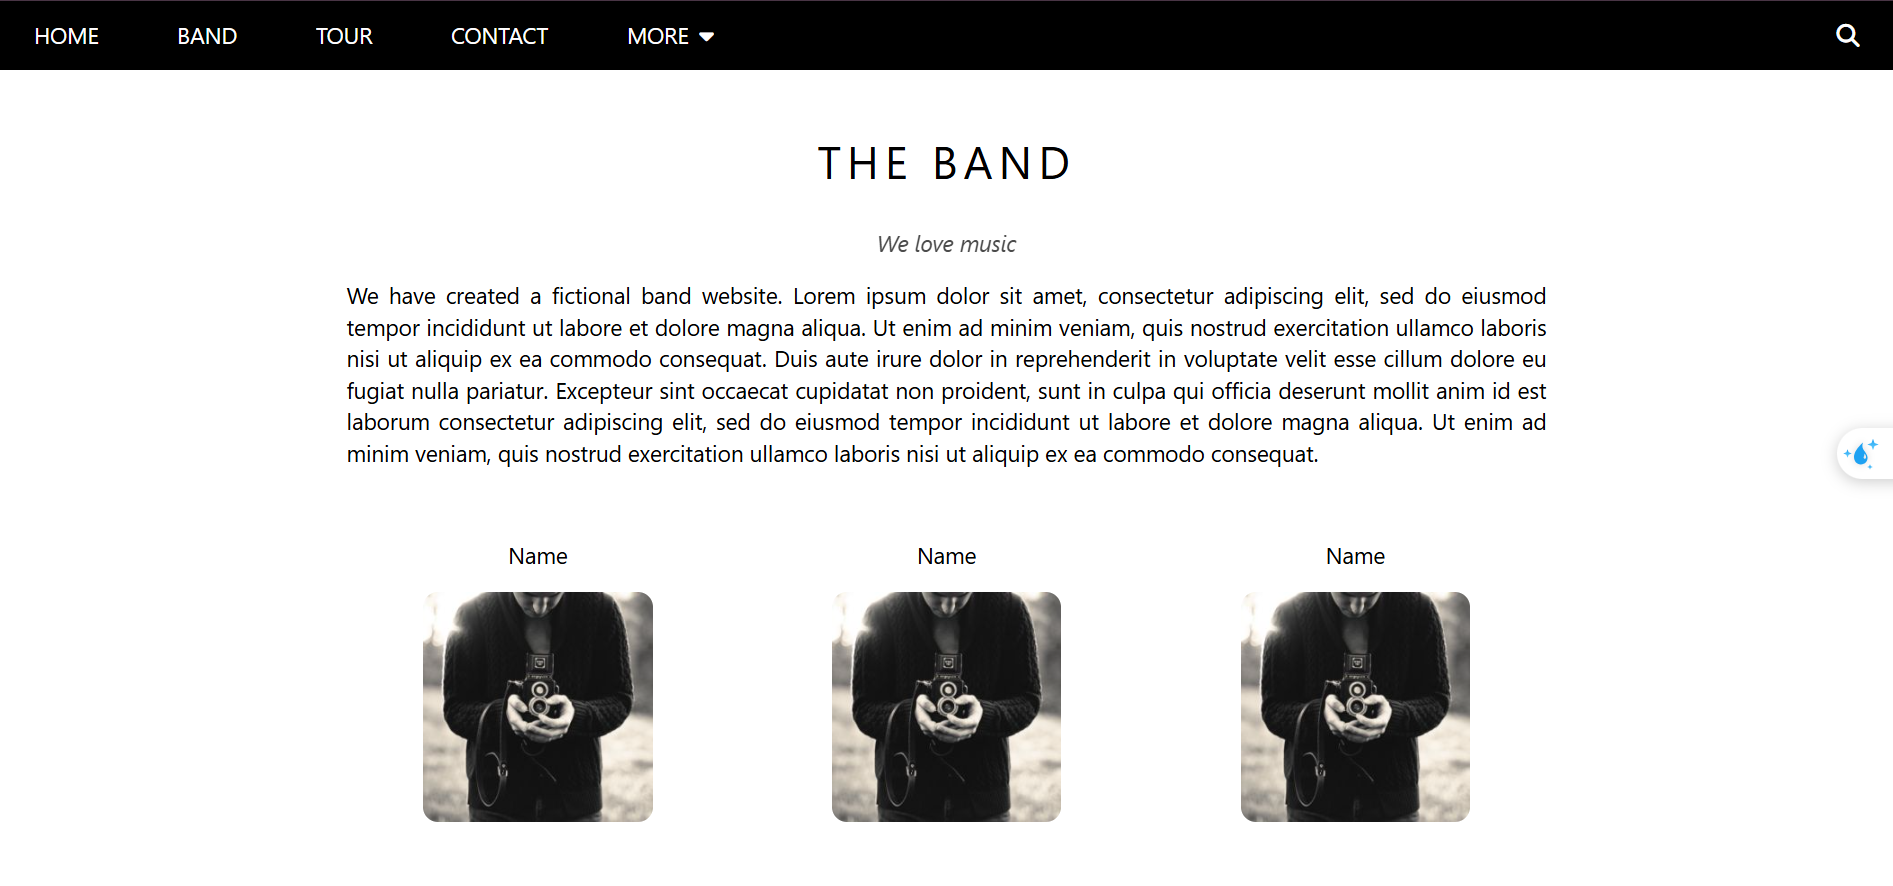 HOME BAND TOUR CONTACT MORE
THE BAND
We love music
We have created a fictional band website. Lorem ipsum dolor sit amet, consectetur adipiscing elit, sed do eiusmod
tempor incididunt ut labore et dolore magna aliqua. Ut enim ad minim veniam, quis nostrud exercitation ullamco laboris
nisi ut aliquip ex ea commodo consequat. Duis aute irure dolor in reprehenderit in voluptate velit esse cillum dolore eu
fugiat nulla pariatur. Excepteur sint occaecat cupidatat non proident, sunt in culpa qui officia deserunt mollit anim id est
laborum consectetur adipiscing elit, sed do eiusmod tempor incididunt ut labore et dolore magna aliqua. Ut enim ad
minim veniam, quis nostrud exercitation ullamco laboris nisi ut aliquip ex ea commodo consequat.
Name Name Name